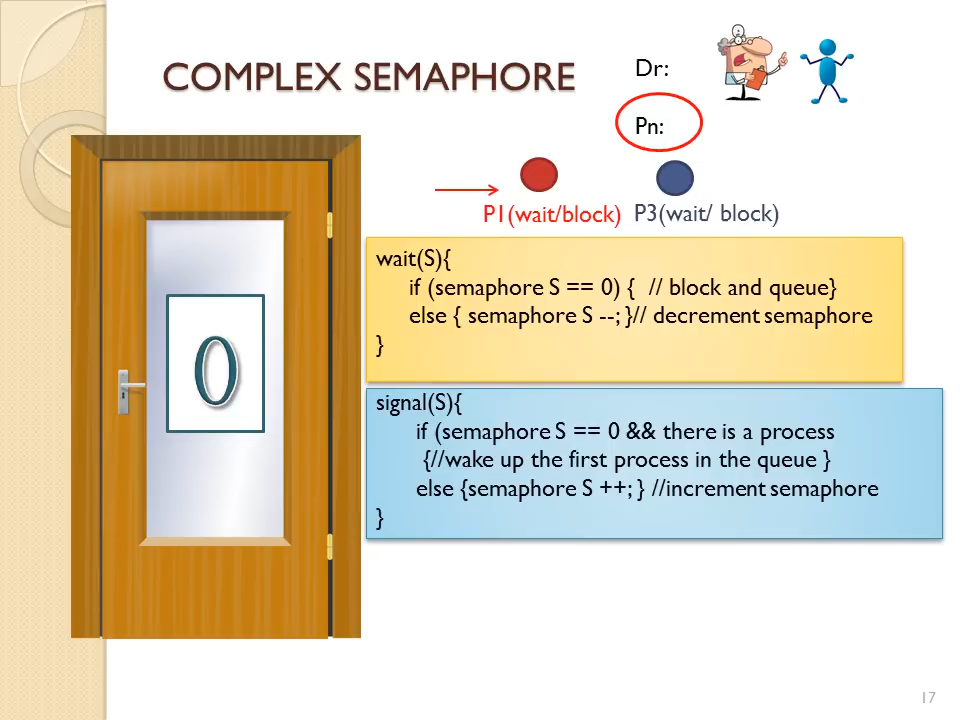 COMPLEX SEMAPHORE
Dr:
Pn:
P1(wait/block)
P3(wait/ block)
0
wait(S){
if (semaphore S == 0) { // block and queue}
else { semaphore S --; }// decrement semaphore
}
signal(S){
if (semaphore S == 0 && there is a process
{//wake up the first process in the queue }
else {semaphore S ++; } //increment semaphore
}
17